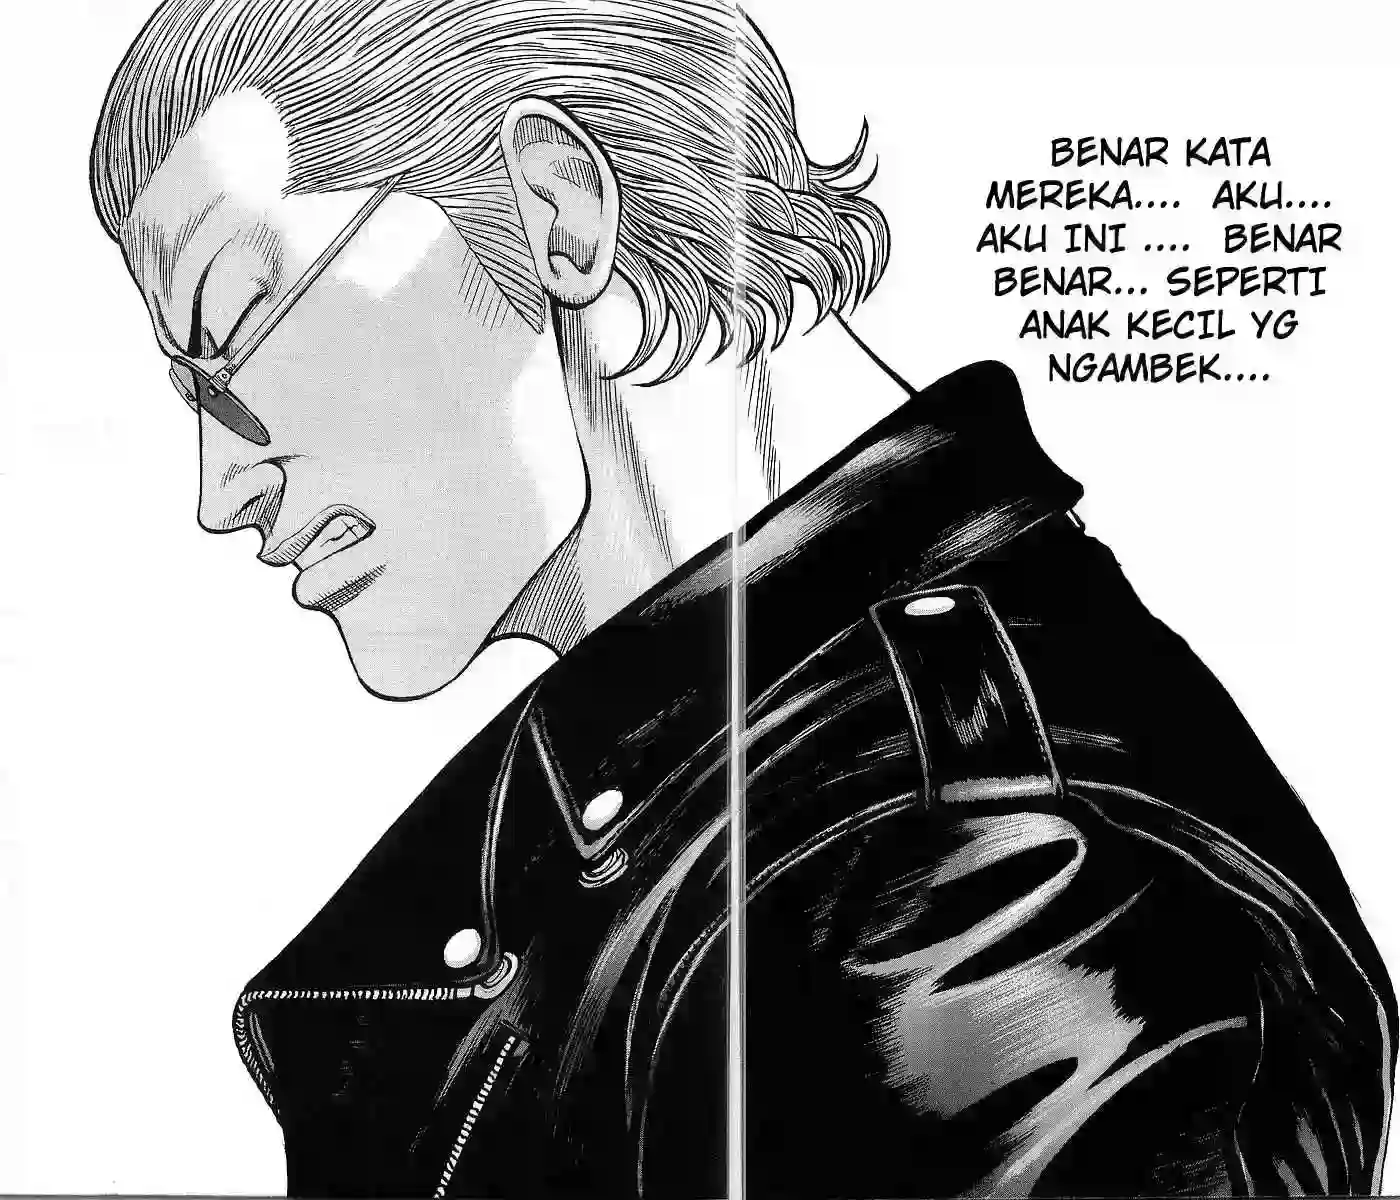 BENAR KATA
MEREKA.... AKU....
AKU INI .... BENAR
BENAR... SEPERTI
ANAK KECIL YG
NGAMBEK....